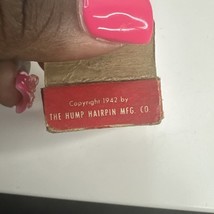 Copyright 1942 by
THE HUMP HAIRPIN MFG. CO.